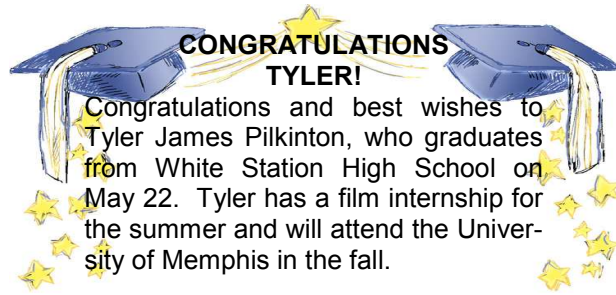 CONGRATULATIONS
TYLER!
Congratulations and best wishes to
Tyler James Pilkinton, who graduates
from White Station High School on
May 22.  Tyler has a film internship for
the summer and will attend the Univer-
sity of Memphis in the fall.